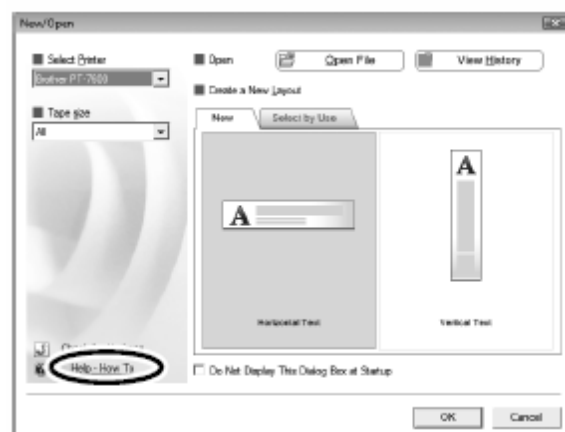 New/Open
Select Printer
Brother PT-7600
Tape size
All
Open
Open File
View History
Create a New Layout
New
Select by Use
A
A
Horizontal Text
Vertical Text
Help - How To
Do Not Display This Dialog Box at Startup
OK
Cancel